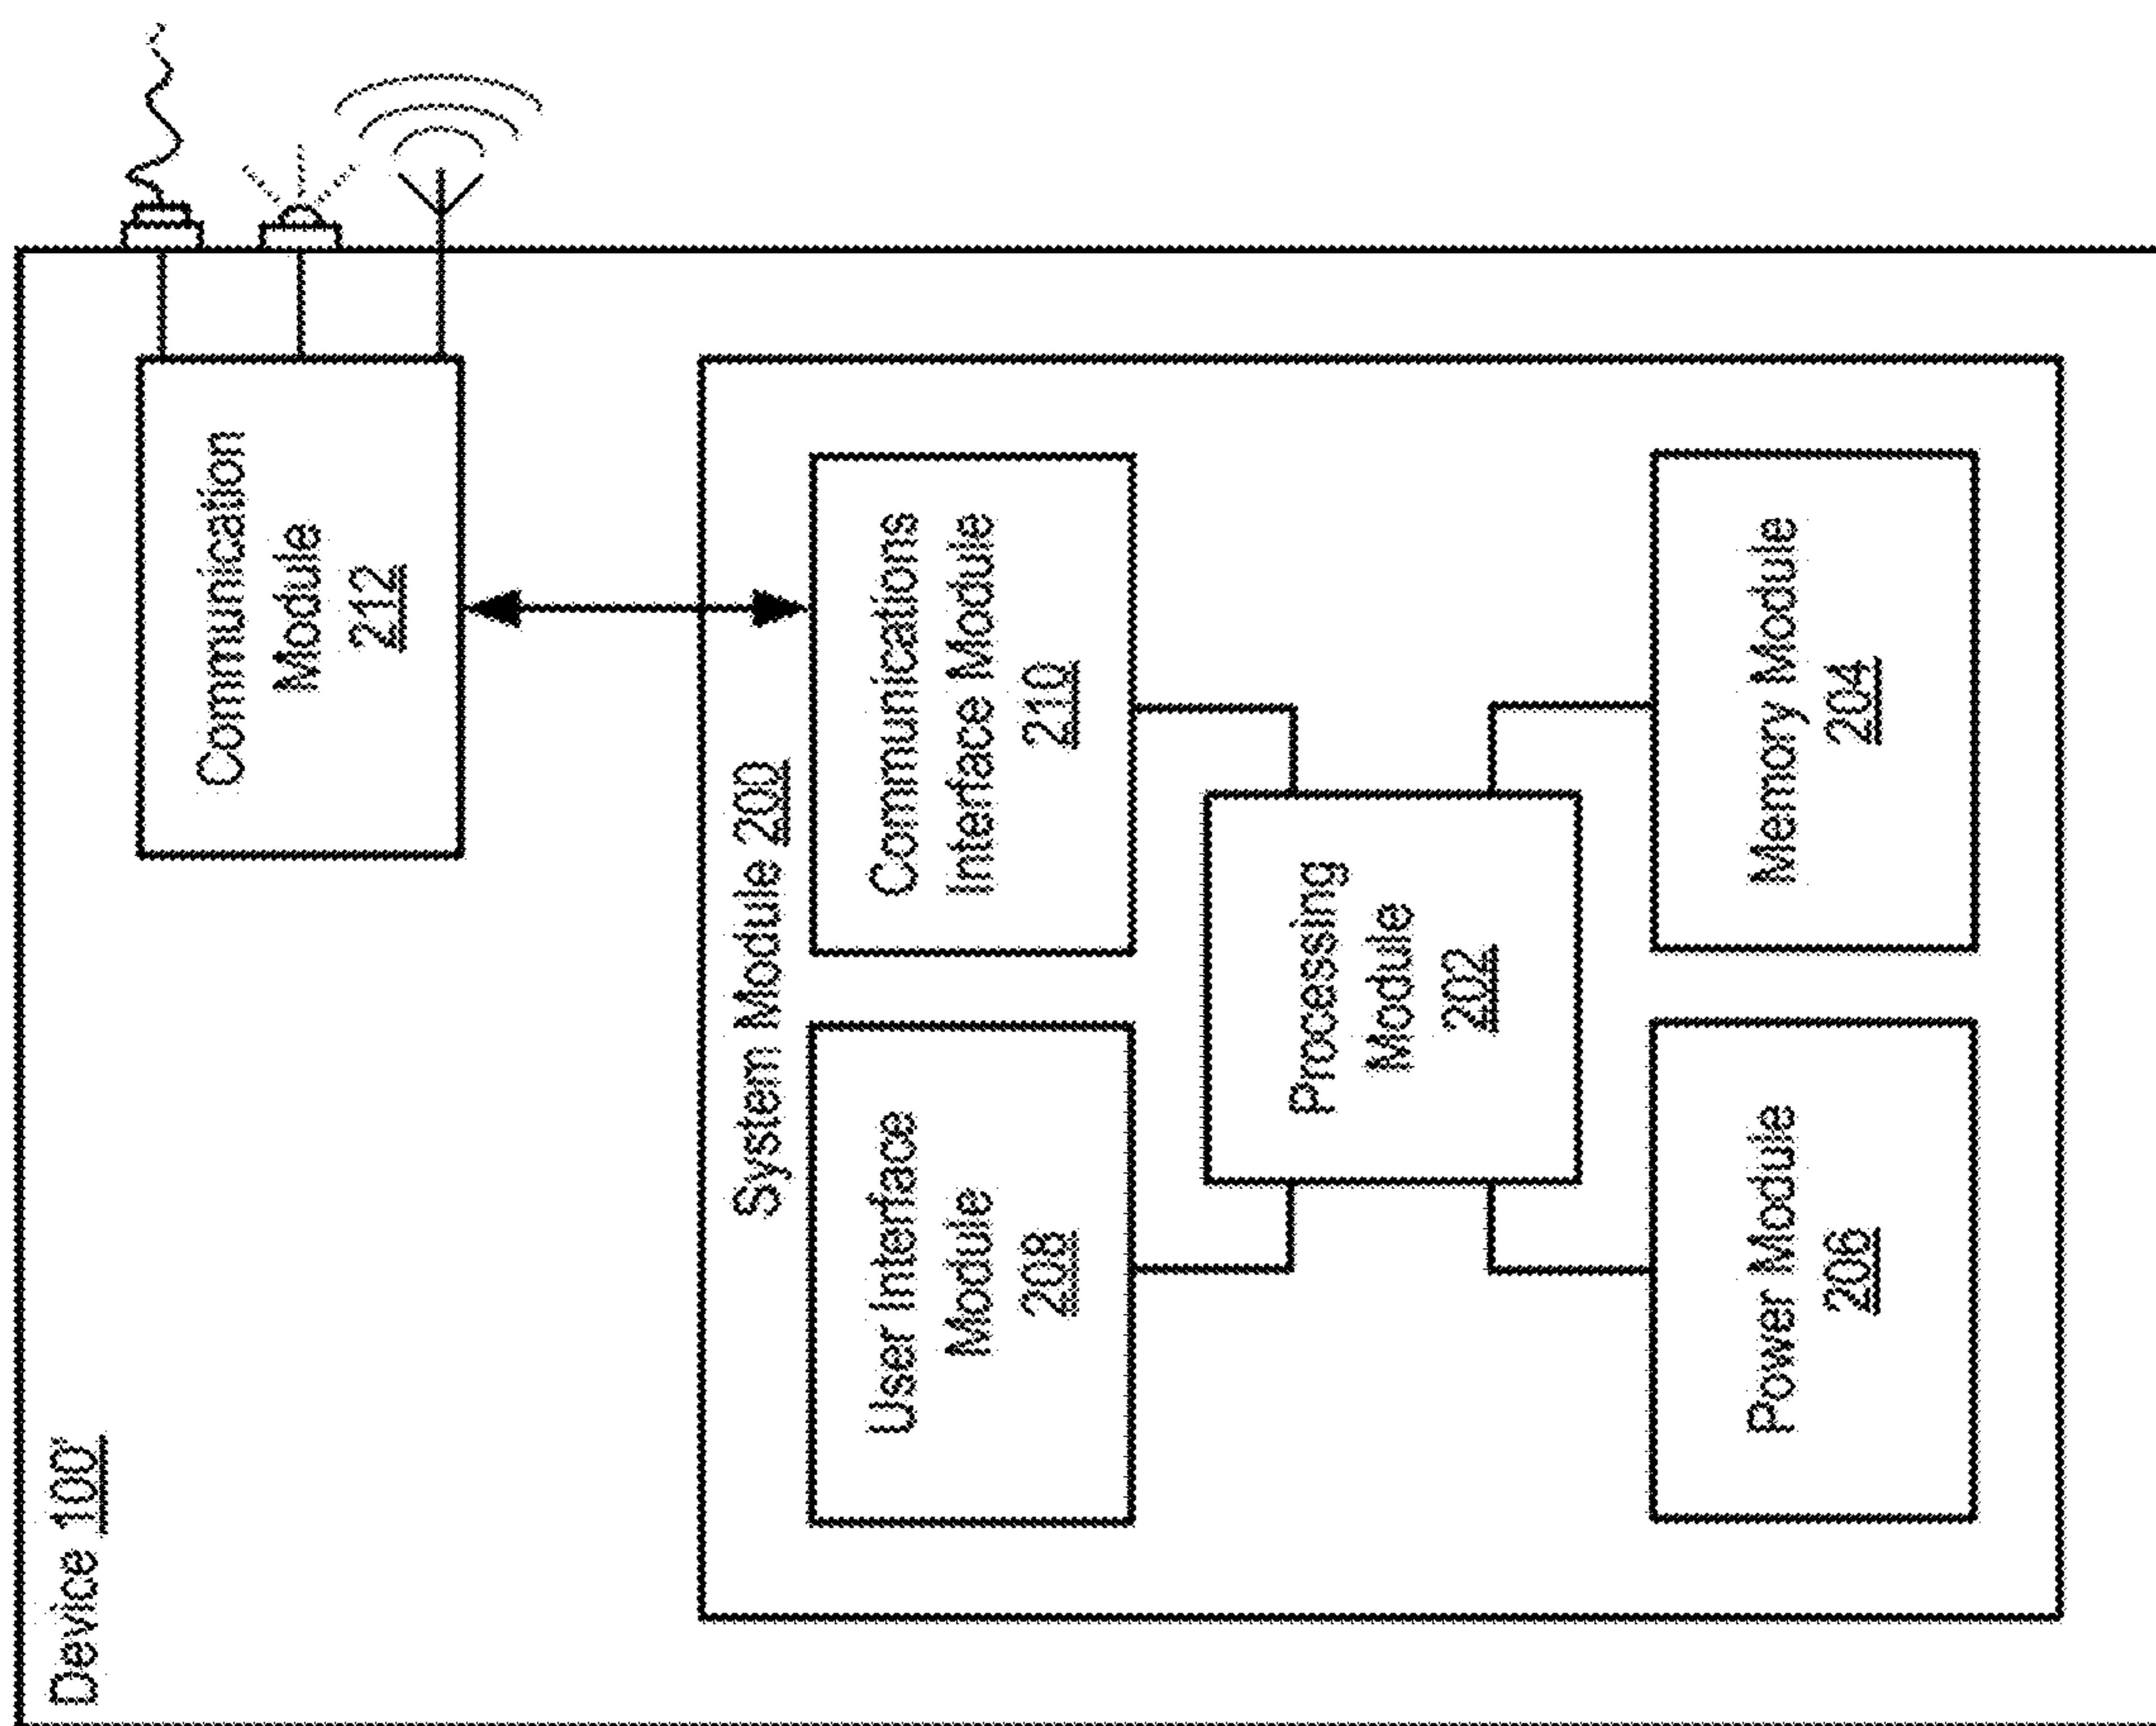 Device 100'
Communication
Module
212
System Module 200
User Interface
Module
208
Communications
Interface Module
210
Processing
Module
202
Power Module
206
Memory Module
204